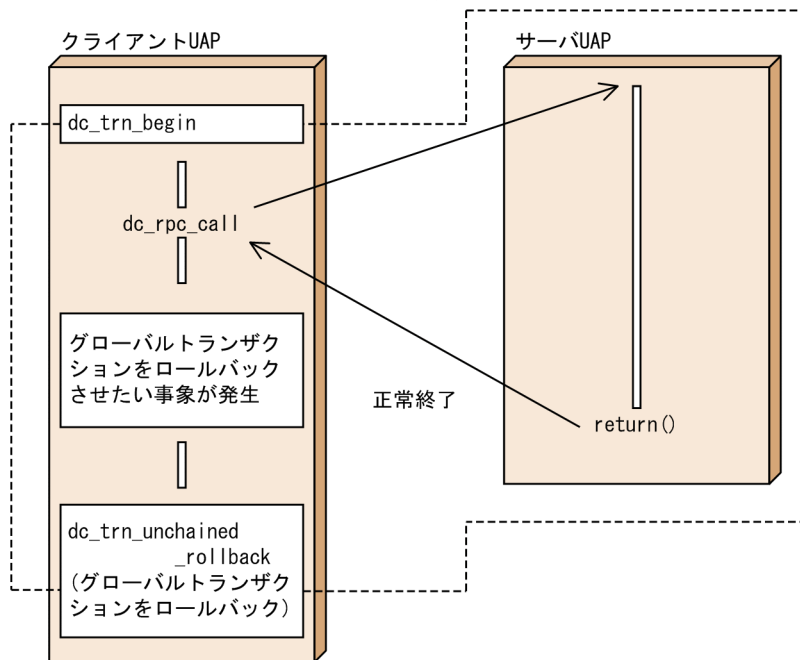 クライアントUAP
サーバUAP
dc_trn_begin
dc_rpc_call
グローバルトランザク
ションをロールバック
させたい事象が発生
正常終了
return()
dc_trn_unchained
_rollback
(グローバルトランザク
ションをロールバック)